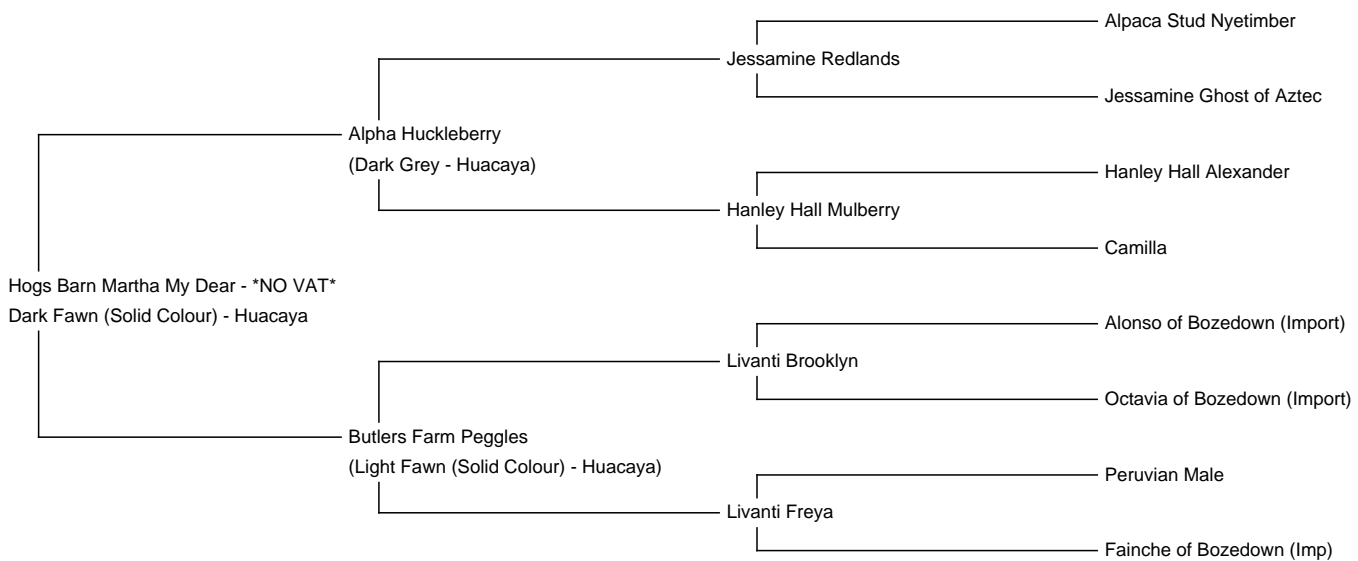 Alpaca Stud Nyetimber
Jessamine Redlands
Jessamine Ghost of Aztec
Alpha Huckleberry
(Dark Grey - Huacaya)
Hanley Hall Alexander
Hanley Hall Mulberry
Camilla
Hogs Barn Martha My Dear - *NO VAT*
Dark Fawn (Solid Colour) - Huacaya
Alonso of Bozedown (Import)
Livanti Brooklyn
Octavia of Bozedown (Import)
Butlers Farm Peggles
(Light Fawn (Solid Colour) - Huacaya)
Peruvian Male
Livanti Freya
Fainche of Bozedown (Imp)